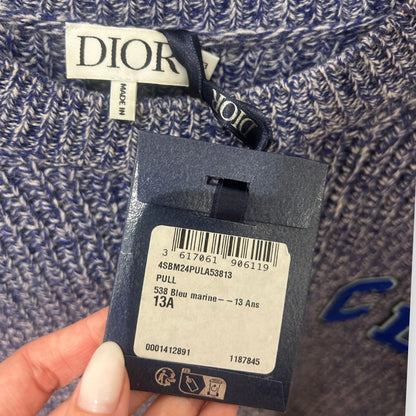 DIOR
MADE IN
DIOR
3 617061 906119
4SBM24PULA53813
PULL
538 Bleu marine-- 13 Ans
13A
0001412891 1187845